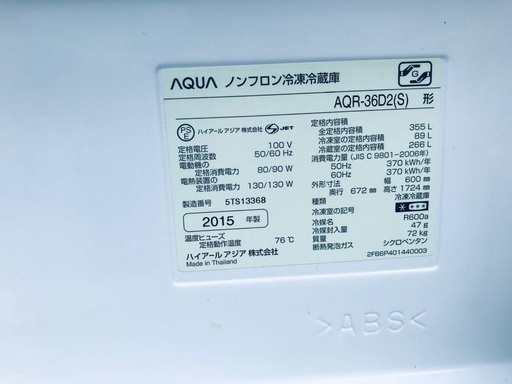 AQUA ノンフロン冷凍冷蔵庫
G
AQR-36D2(S) 形
PS
E
ハイアール アジア 株式会社 JET
定格電圧 100 V
定格周波数 50/60 Hz
電動機の
定格消費電力 80/90 W
電熱装置の
定格消費電力 130/130 W
製造番号 5TS13368
2015 年製
温度ヒューズ
定格動作温度 76℃
ハイアール アジア 株式会社
Made in Thailand
定格内容積
全定格内容積 355 L
冷凍室の定格内容積 89 L
冷蔵室の定格内容積 266 L
消費電力量 (JIS C 9801-2006年)
50Hz 370 kWh/年
60Hz 370 kWh/年
外形寸法 幅 600 mm
奥行 672 mm 高さ 1724 mm
種類 冷凍冷蔵庫
冷凍室の記号
冷媒名 R600a
冷媒封入量 47 g
質量 72 kg
断熱発泡ガス シクロペンタン
2FB6P401440003
>ABS<